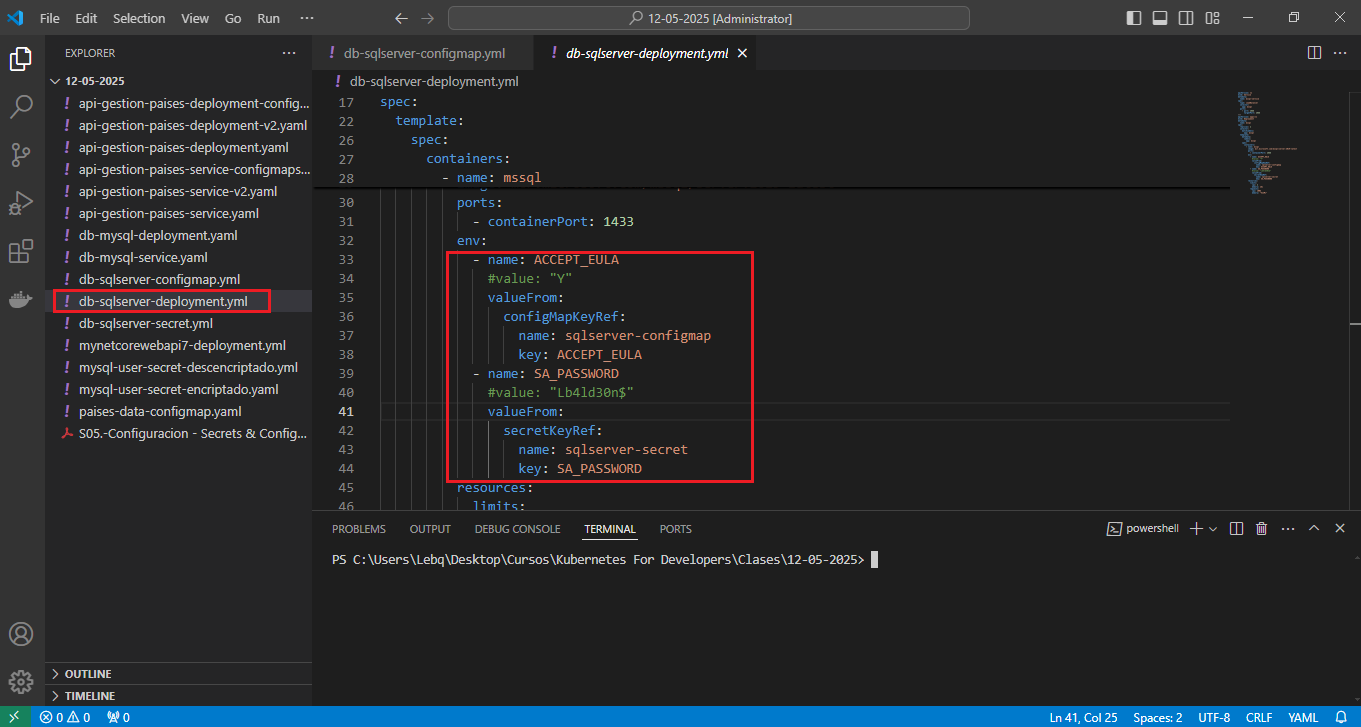 File Edit Selection View Go Run ···
12-05-2025 [Administrator]
EXPLORER
12-05-2025
api-gestion-paises-deployment-config...
api-gestion-paises-deployment-v2.yaml
api-gestion-paises-deployment.yaml
api-gestion-paises-service-configmaps...
api-gestion-paises-service-v2.yaml
api-gestion-paises-service.yaml
db-mysql-deployment.yaml
db-mysql-service.yaml
db-sqlserver-configmap.yml
db-sqlserver-deployment.yml
db-sqlserver-secret.yml
mynetcorewebapi7-deployment.yml
mysql-user-secret-descencriptado.yml
mysql-user-secret-encriptado.yaml
paises-data-configmap.yaml
S05.-Configuracion - Secrets & Config...
OUTLINE
TIMELINE
db-sqlserver-configmap.yml
db-sqlserver-deployment.yml
db-sqlserver-deployment.yml
17 spec:
22 template:
26 spec:
27 containers:
28 - name: mssql
30 ports:
31 - containerPort: 1433
32 env:
33 - name: ACCEPT_EULA
34 #value: "Y"
35 valueFrom:
36 configMapKeyRef:
37 name: sqlserver-configmap
38 key: ACCEPT_EULA
39 - name: SA_PASSWORD
40 #value: "Lb4ld30n$"
41 valueFrom:
42 secretKeyRef:
43 name: sqlserver-secret
44 key: SA_PASSWORD
45 resources:
46 limits:
PROBLEMS OUTPUT DEBUG CONSOLE TERMINAL PORTS
powershell
PS C:\Users\Lebq\Desktop\Cursos\Kubernetes For Developers\Clases\12-05-2025>
0 0 0
Ln 41, Col 25 Spaces: 2 UTF-8 CRLF YAML